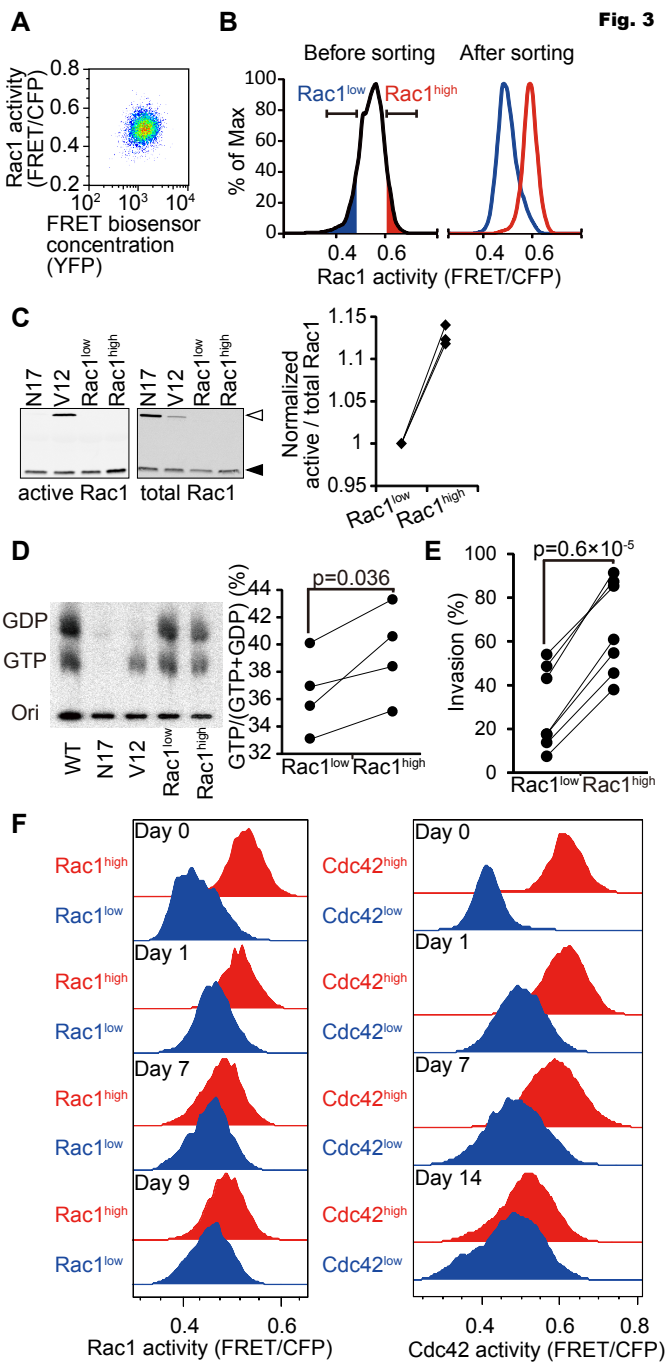 Fig. 3
A
Rac1 activity
(FRET/CFP)
0.8
0.6
0.4
0.2
10² 10³ 10⁴
FRET biosensor
concentration
(YFP)
B
Before sorting After sorting
% of Max
100
80
60
40
20
0
Rac1low Rac1high
0.4 0.6 0.4 0.6
Rac1 activity (FRET/CFP)
C
N17 V12 Rac1low Rac1high
N17 V12 Rac1low Rac1high
active Rac1 total Rac1
Normalized
active / total Rac1
1.15
1.1
1.05
1
0.95
Rac1low Rac1high
D
GDP
GTP
Ori
WT N17 V12 Rac1low Rac1high
GTP/(GTP+GDP) (%)
44
42
40
38
36
34
32
p=0.036
Rac1low Rac1high
E
p=0.6×10⁻⁵
Invasion (%)
100
80
60
40
20
0
Rac1low Rac1high
F
Day 0
Rac1high
Rac1low
Day 1
Rac1high
Rac1low
Day 7
Rac1high
Rac1low
Day 9
Rac1high
Rac1low
0.4 0.6
Rac1 activity (FRET/CFP)
Day 0
Cdc42high
Cdc42low
Day 1
Cdc42high
Cdc42low
Day 7
Cdc42high
Cdc42low
Day 14
Cdc42high
Cdc42low
0.4 0.6 0.8
Cdc42 activity (FRET/CFP)